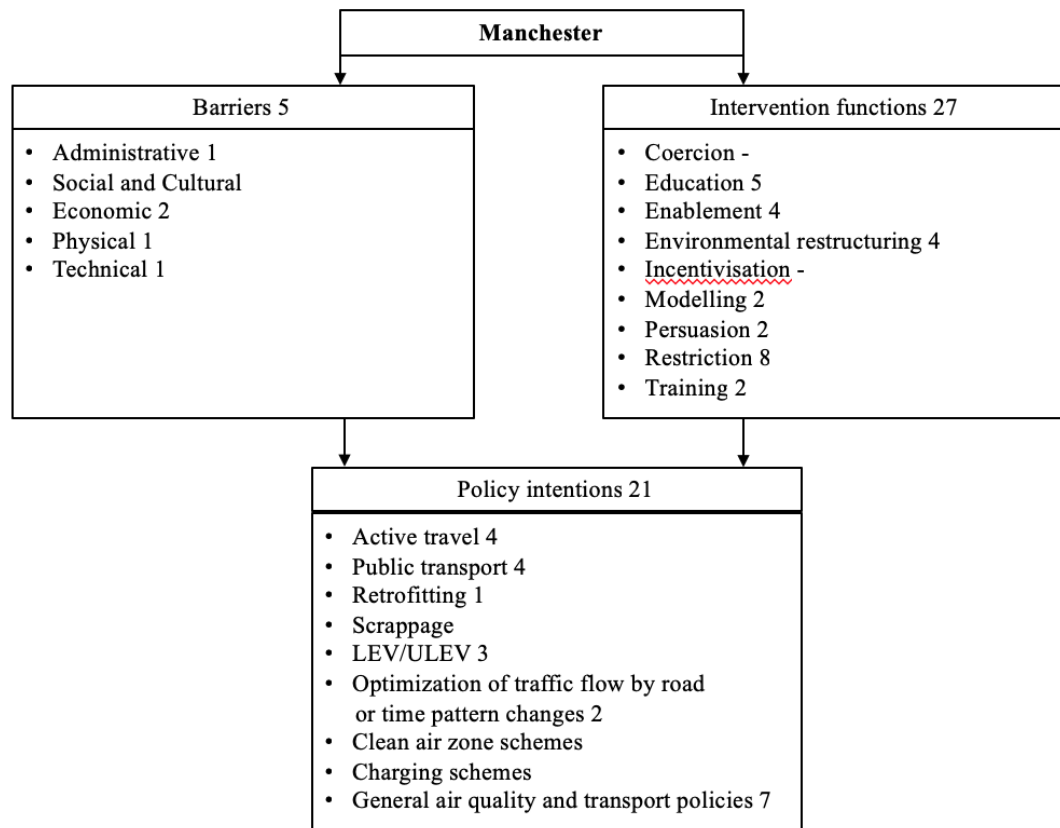 Manchester
Barriers 5
• Administrative 1
• Social and Cultural
• Economic 2
• Physical 1
• Technical 1
Intervention functions 27
• Coercion -
• Education 5
• Enablement 4
• Environmental restructuring 4
• Incentivisation -
• Modelling 2
• Persuasion 2
• Restriction 8
• Training 2
Policy intentions 21
• Active travel 4
• Public transport 4
• Retrofitting 1
• Scrappage
• LEV/ULEV 3
• Optimization of traffic flow by road
or time pattern changes 2
• Clean air zone schemes
• Charging schemes
• General air quality and transport policies 7